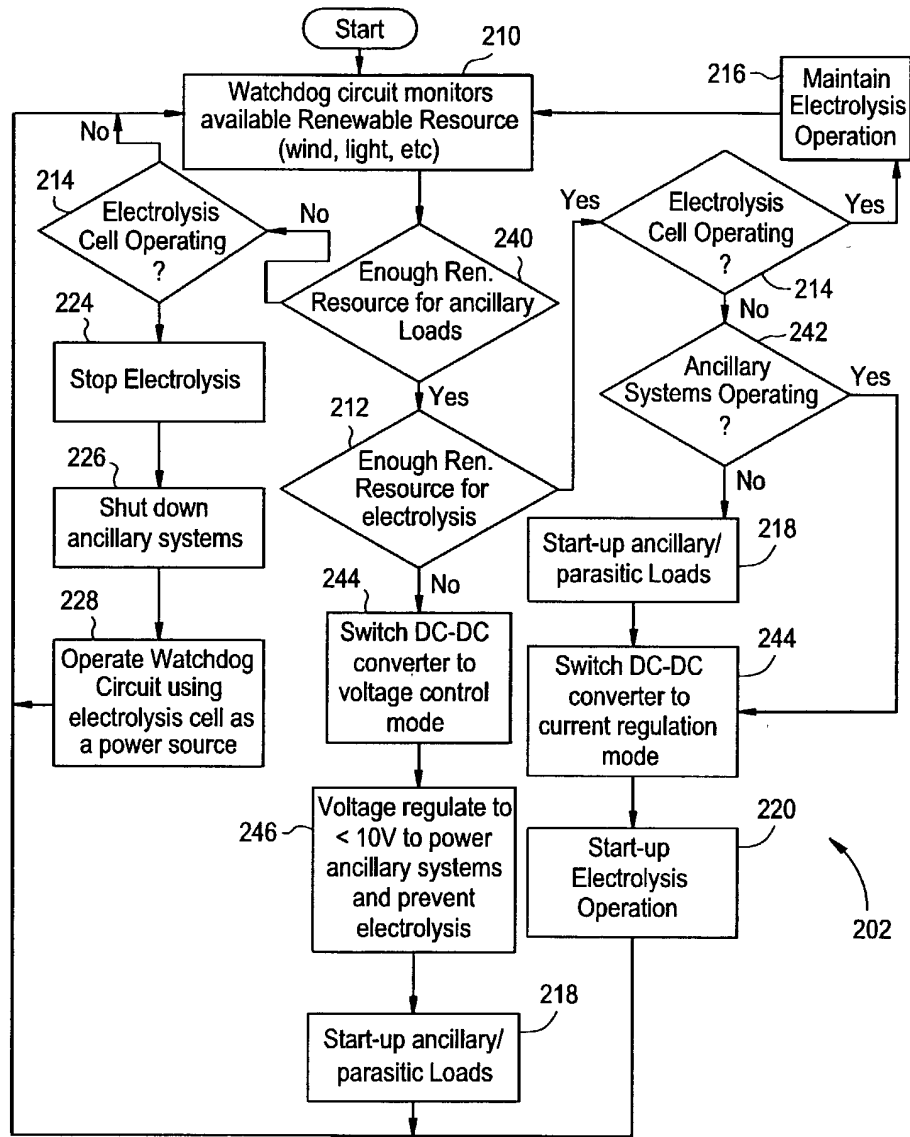 Start
210
Watchdog circuit monitors
available Renewable Resource
(wind, light, etc)
216
Maintain
Electrolysis
Operation
No
214
Electrolysis
Cell Operating
?
No
240
Enough Ren.
Resource for ancillary
Loads
Yes
Electrolysis
Cell Operating
?
Yes
214
No
224
Stop Electrolysis
Yes
212
Enough Ren.
Resource for
electrolysis
242
Ancillary
Systems Operating
?
Yes
No
226
Shut down
ancillary systems
No
218
Start-up ancillary/
parasitic Loads
228
Operate Watchdog
Circuit using
electrolysis cell as
a power source
244
Switch DC-DC
converter to
voltage control
mode
244
Switch DC-DC
converter to
current regulation
mode
246
Voltage regulate to
< 10V to power
ancillary systems
and prevent
electrolysis
220
Start-up
Electrolysis
Operation
202
218
Start-up ancillary/
parasitic Loads